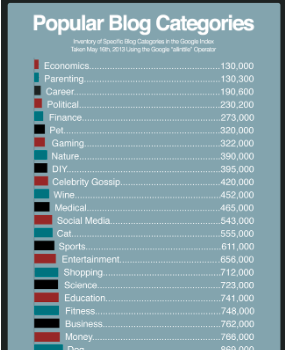 Popular Blog Categories
Inventory of Specific Blog Categories in the Google Index
Taken May 16th, 2013 Using the Google "allintitle" Operator
Economics 130,000
Parenting 130,300
Career 190,600
Political 230,200
Finance 273,000
Pet 320,000
Gaming 322,000
Nature 390,000
DIY 395,000
Celebrity Gossip 420,000
Wine 452,000
Medical 465,000
Social Media 543,000
Cat 555,000
Sports 611,000
Entertainment 656,000
Shopping 712,000
Science 723,000
Education 741,000
Fitness 748,000
Business 762,000
Money 766,000